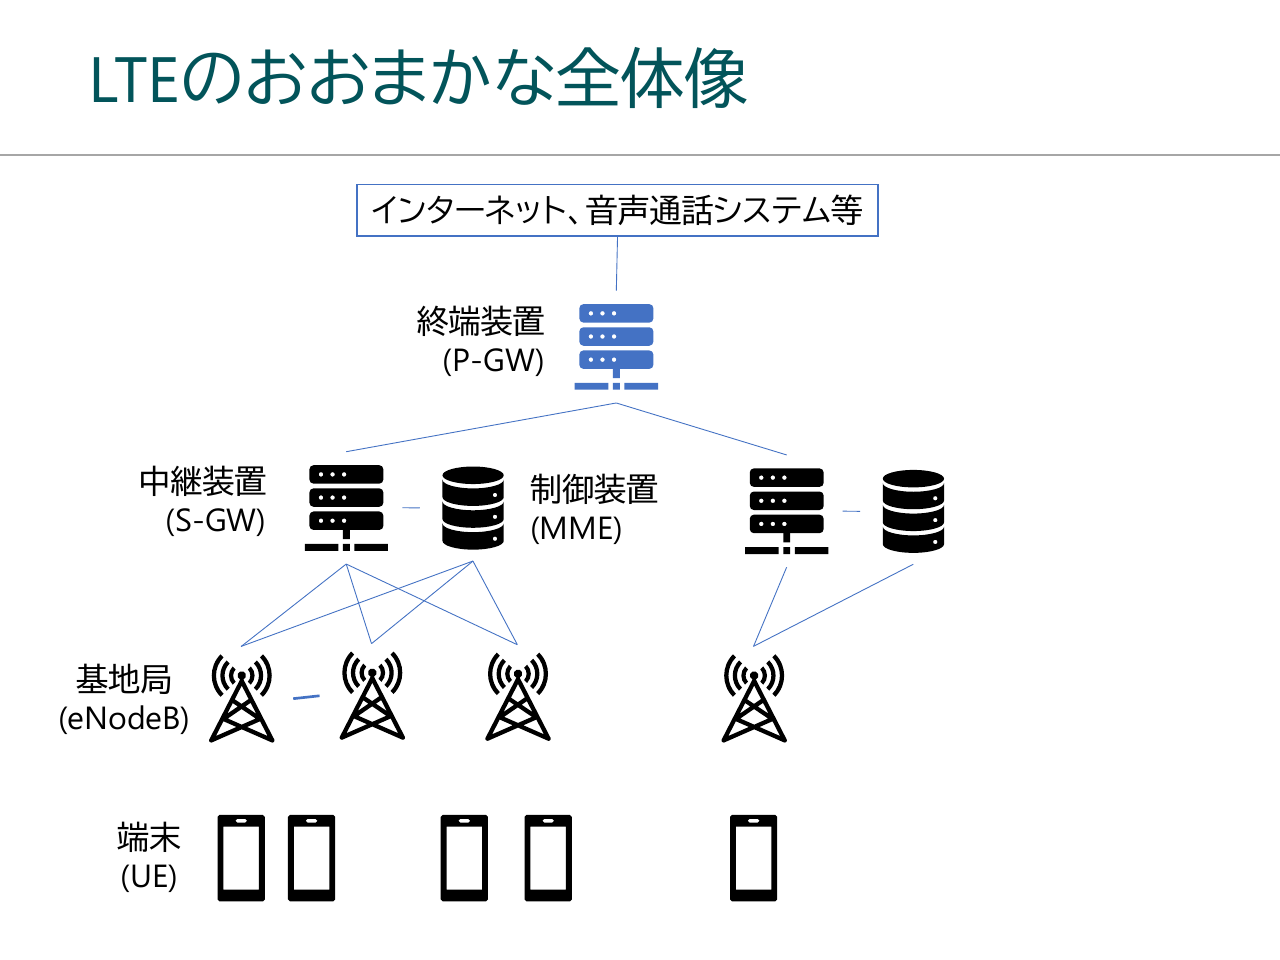 LTEのおおまかな全体像
インターネット、音声通話システム等
終端装置
(P-GW)
中継装置
(S-GW)
制御装置
(MME)
基地局
(eNodeB)
端末
(UE)